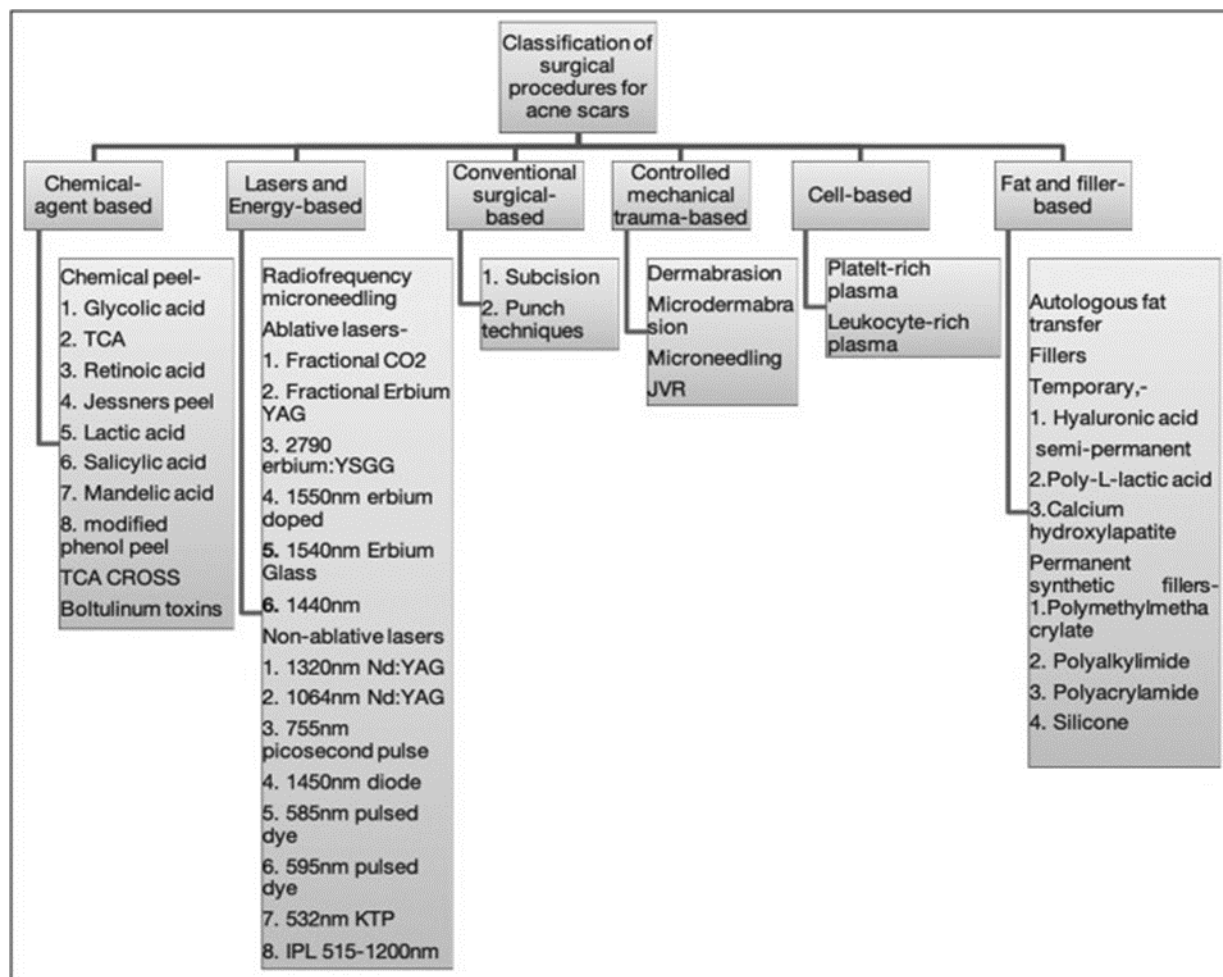 Classification of
surgical
procedures for
acne scars
Chemical-
agent based
Lasers and
Energy-based
Conventional
surgical-
based
Controlled
mechanical
trauma-based
Cell-based
Fat and filler-
based
Chemical peel-
1. Glycolic acid
2. TCA
3. Retinoic acid
4. Jessners peel
5. Lactic acid
6. Salicylic acid
7. Mandelic acid
8. modified
phenol peel
TCA CROSS
Boltulinum toxins
Radiofrequency
microneedling
Ablative lasers-
1. Fractional CO2
2. Fractional Erbium
YAG
3. 2790
erbium:YSGG
4. 1550nm erbium
doped
5. 1540nm Erbium
Glass
6. 1440nm
Non-ablative lasers
1. 1320nm Nd:YAG
2. 1064nm Nd:YAG
3. 755nm
picosecond pulse
4. 1450nm diode
5. 585nm pulsed
dye
6. 595nm pulsed
dye
7. 532nm KTP
8. IPL 515-1200nm
1. Subcision
2. Punch
techniques
Dermabrasion
Microdermabra
sion
Microneedling
JVR
Platelt-rich
plasma
Leukocyte-rich
plasma
Autologous fat
transfer
Fillers
Temporary,-
1. Hyaluronic acid
semi-permanent
2.Poly-L-lactic acid
3.Calcium
hydroxylapatite
Permanent
synthetic fillers-
1.Polymethylmetha
crylate
2. Polyalkylimide
3. Polyacrylamide
4. Silicone